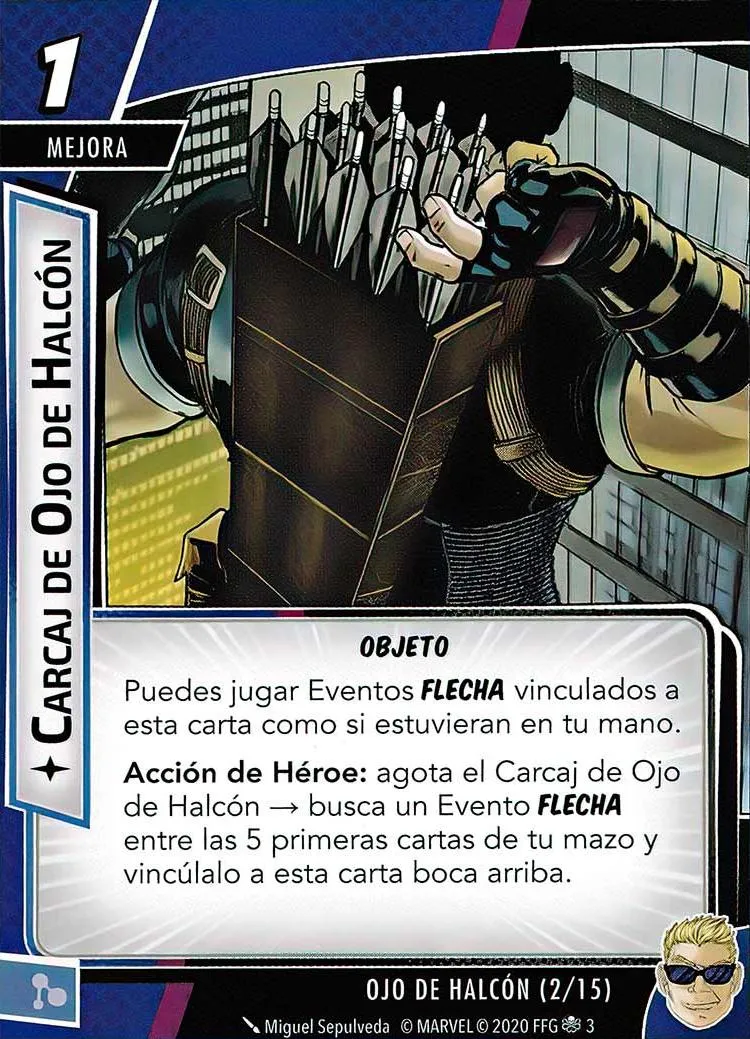 1
MEJORA
CARCAJ DE OJO DE HALCÓN
OBJETO
Puedes jugar Eventos FLECHA vinculados a
esta carta como si estuvieran en tu mano.
Acción de Héroe: agota el Carcaj de Ojo
de Halcón → busca un Evento FLECHA
entre las 5 primeras cartas de tu mazo y
vincúlalo a esta carta boca arriba.
OJO DE HALCÓN (2/15)
Miguel Sepulveda © MARVEL © 2020 FFG 3